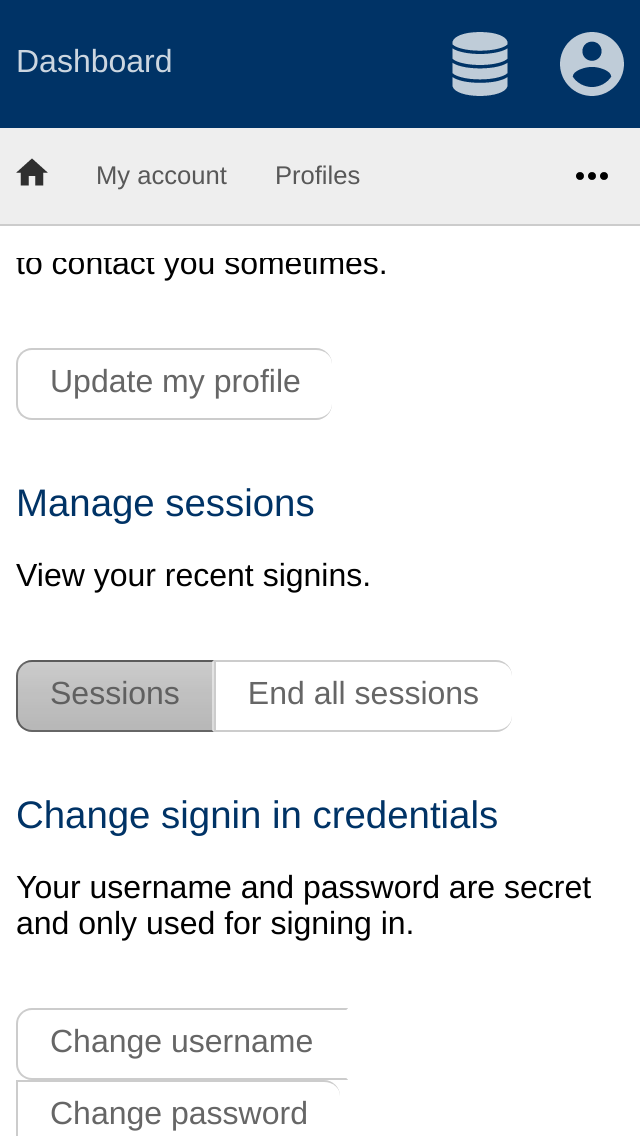 Dashboard
My account Profiles
to contact you sometimes.
Update my profile
Manage sessions
View your recent signins.
Sessions End all sessions
Change signin in credentials
Your username and password are secret
and only used for signing in.
Change username
Change password